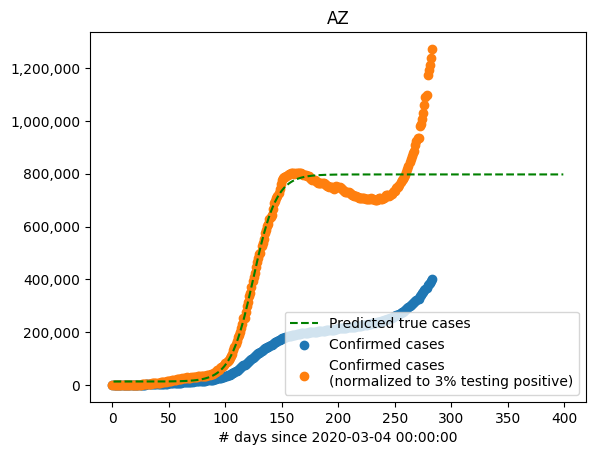 AZ
1,200,000
1,000,000
800,000
600,000
400,000
200,000
0
Predicted true cases
Confirmed cases
Confirmed cases
(normalized to 3% testing positive)
0 50 100 150 200 250 300 350 400
# days since 2020-03-04 00:00:00